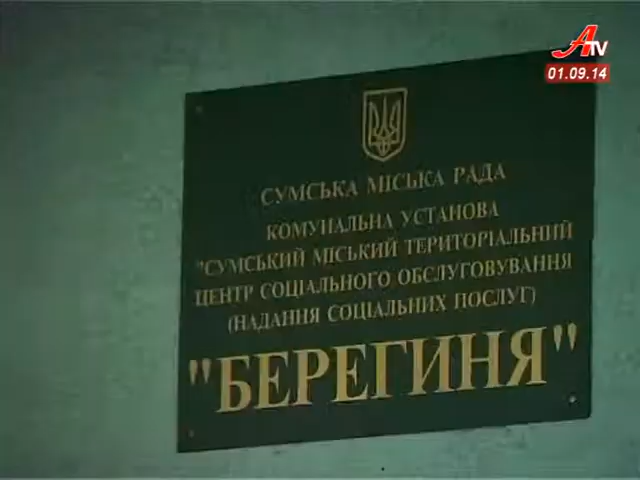 ATV
01.09.14
СУМСЬКА МІСЬКА РАДА
КОМУНАЛЬНА УСТАНОВА
"СУМСЬКИЙ МІСЬКИЙ ТЕРИТОРІАЛЬНИЙ
ЦЕНТР СОЦІАЛЬНОГО ОБСЛУГОВУВАННЯ
(НАДАННЯ СОЦІАЛЬНИХ ПОСЛУГ)
"БЕРЕГИНЯ"